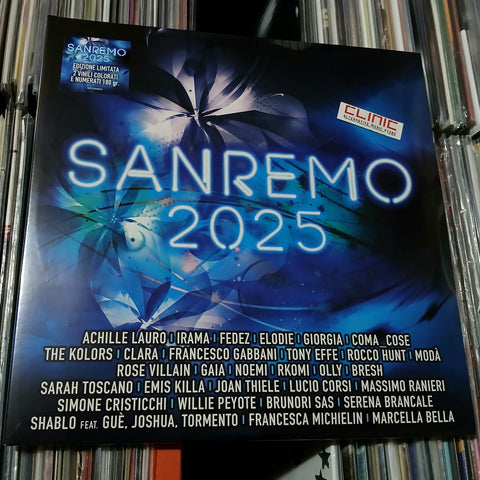 SANREMO
2025
EDIZIONE LIMITATA
2 VINILI COLORATI
E NUMERATI 180 gr.
CLINIC
ALTERNATIVE MUSIC STORE
SANREMO
2025
ACHILLE LAURO | IRAMA | FEDEZ | ELODIE | GIORGIA | COMA_COSE
THE KOLORS | CLARA | FRANCESCO GABBANI | TONY EFFE | ROCCO HUNT | MODÀ
ROSE VILLAIN | GAIA | NOEMI | RKOMI | OLLY | BRESH
SARAH TOSCANO | EMIS KILLA | JOAN THIELE | LUCIO CORSI | MASSIMO RANIERI
SIMONE CRISTICCHI | WILLIE PEYOTE | BRUNORI SAS | SERENA BRANCALE
SHABLO FEAT. GUÈ, JOSHUA, TORMENTO | FRANCESCA MICHIELIN | MARCELLA BELLA